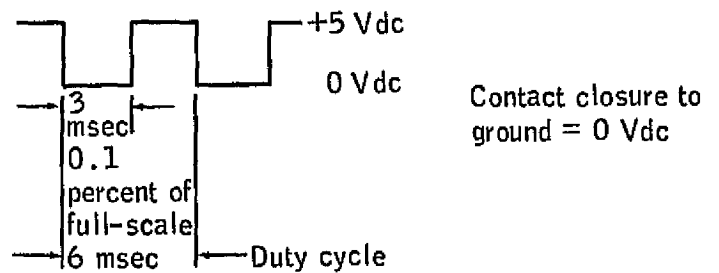 +5 Vdc
0 Vdc
3
msec
0.1
percent of
full-scale
6 msec
Duty cycle
Contact closure to
ground = 0 Vdc